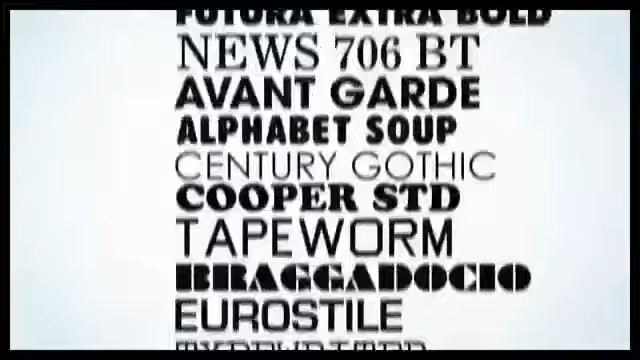 FUTURA EXTRA BOLD
NEWS 706 BT
AVANT GARDE
ALPHABET SOUP
CENTURY GOTHIC
COOPER STD
TAPEWORM
BRAGGADOCIO
EUROSTILE